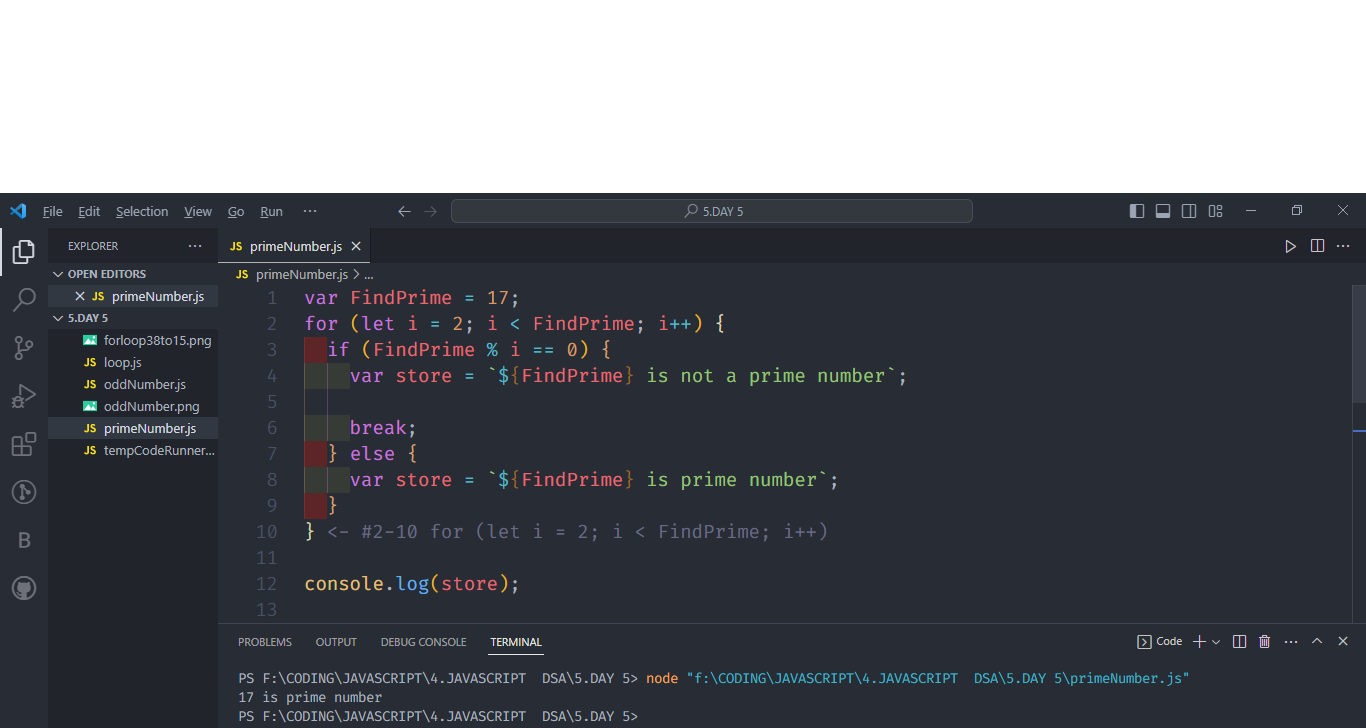 File Edit Selection View Go Run ··· 5.DAY 5
EXPLORER ···
JS primeNumber.js
OPEN EDITORS
JS primeNumber.js
5.DAY 5
forloop38to15.png
JS loop.js
JS oddNumber.js
oddNumber.png
JS primeNumber.js
JS tempCodeRunner...
B
JS primeNumber.js > ...
1 var FindPrime = 17;
2 for (let i = 2; i < FindPrime; i++) {
3 if (FindPrime % i == 0) {
4 var store = `${FindPrime} is not a prime number`;
5
6 break;
7 } else {
8 var store = `${FindPrime} is prime number`;
9 }
10 } <- #2-10 for (let i = 2; i < FindPrime; i++)
11
12 console.log(store);
13
PROBLEMS OUTPUT DEBUG CONSOLE TERMINAL Code
PS F:\CODING\JAVASCRIPT\4.JAVASCRIPT  DSA\5.DAY 5> node "f:\CODING\JAVASCRIPT\4.JAVASCRIPT  DSA\5.DAY 5\primeNumber.js"
17 is prime number
PS F:\CODING\JAVASCRIPT\4.JAVASCRIPT  DSA\5.DAY 5>